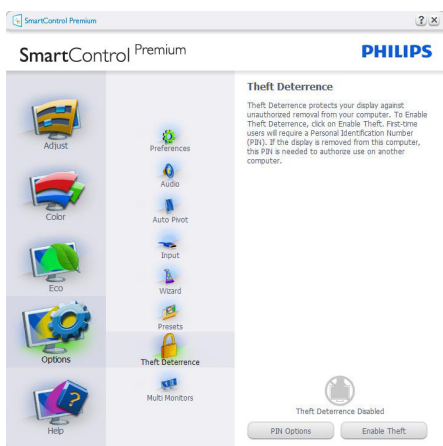 SmartControl Premium
SmartControl Premium
PHILIPS
Adjust
Color
Eco
Options
Help
Preferences
Audio
Auto Pivot
Input
Wizard
Presets
Theft Deterrence
Multi Monitors
Theft Deterrence
Theft Deterrence protects your display against
unauthorized removal from your computer. To Enable
Theft Deterrence, click on Enable Theft. First-time
users will require a Personal Identification Number
(PIN). If the display is removed from this computer,
this PIN is needed to authorize use on another
computer.
Theft Deterrence Disabled
PIN Options
Enable Theft